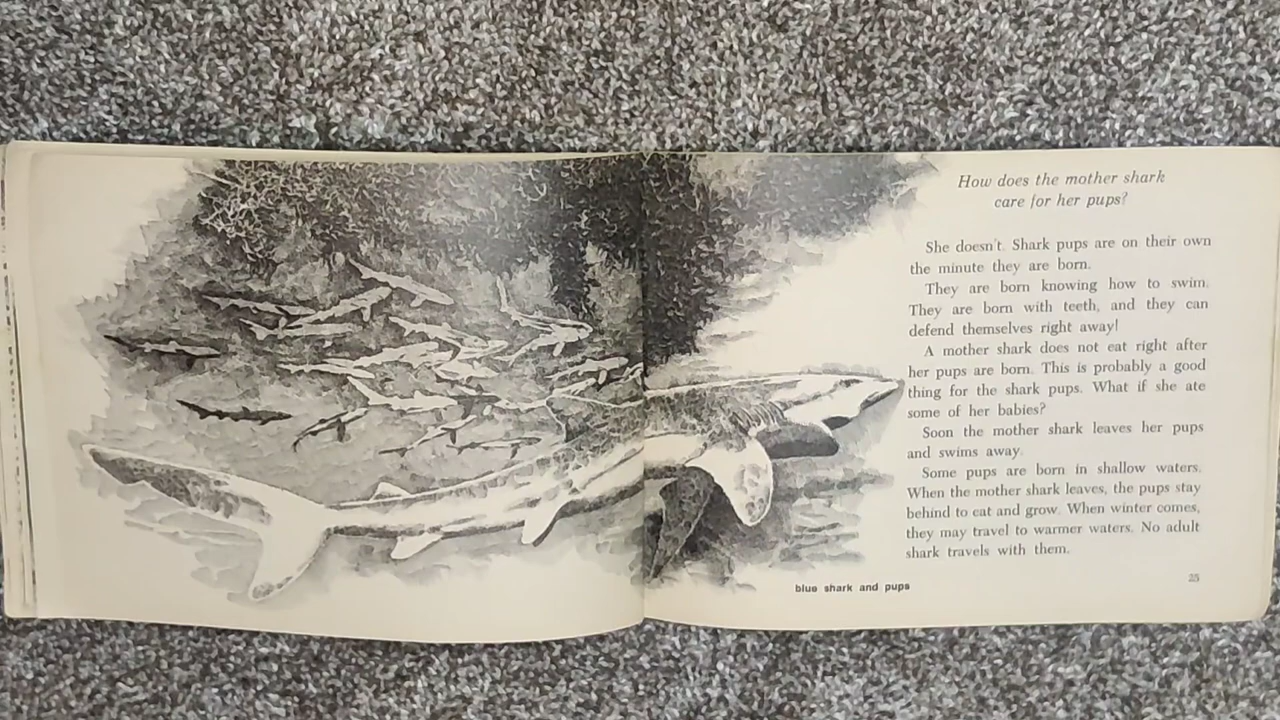 How does the mother shark
care for her pups?
She doesn't. Shark pups are on their own
the minute they are born.
They are born knowing how to swim.
They are born with teeth, and they can
defend themselves right away!
A mother shark does not eat right after
her pups are born. This is probably a good
thing for the shark pups. What if she ate
some of her babies?
Soon the mother shark leaves her pups
and swims away.
Some pups are born in shallow waters.
When the mother shark leaves, the pups stay
behind to eat and grow. When winter comes,
they may travel to warmer waters. No adult
shark travels with them.
blue shark and pups
25